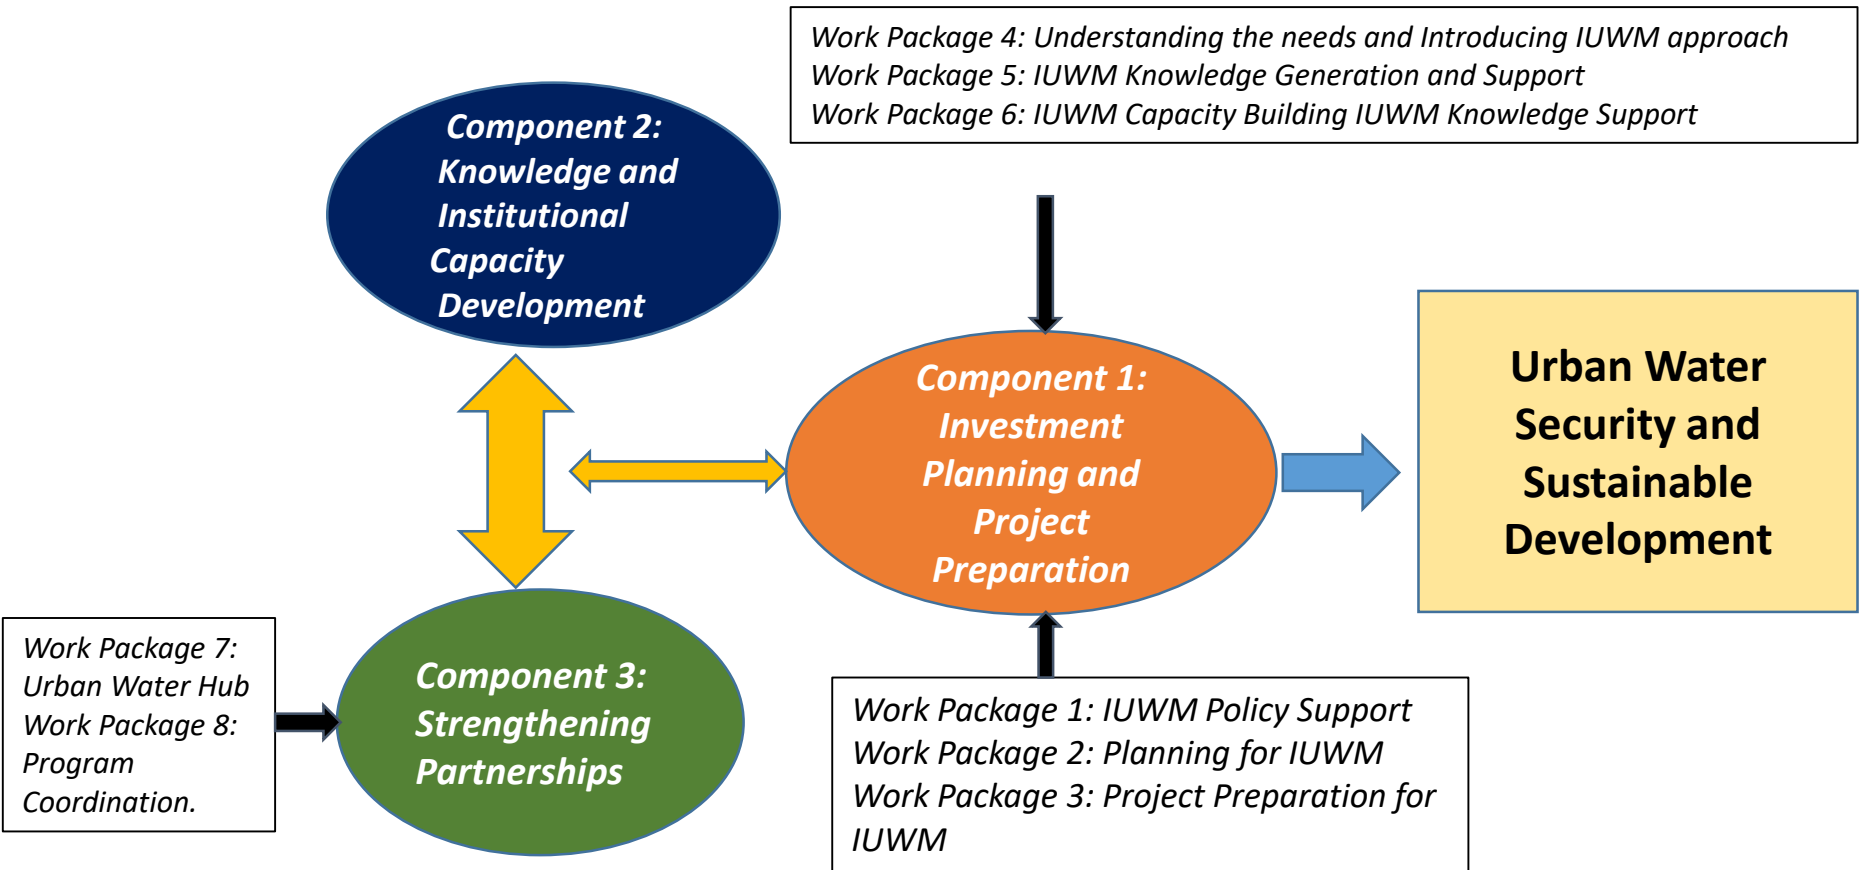 Work Package 4: Understanding the needs and Introducing IUWM approach
Work Package 5: IUWM Knowledge Generation and Support
Work Package 6: IUWM Capacity Building IUWM Knowledge Support
Component 2:
Knowledge and
Institutional
Capacity
Development
Component 1:
Investment
Planning and
Project
Preparation
Urban Water
Security and
Sustainable
Development
Component 3:
Strengthening
Partnerships
Work Package 7:
Urban Water Hub
Work Package 8:
Program
Coordination.
Work Package 1: IUWM Policy Support
Work Package 2: Planning for IUWM
Work Package 3: Project Preparation for
IUWM